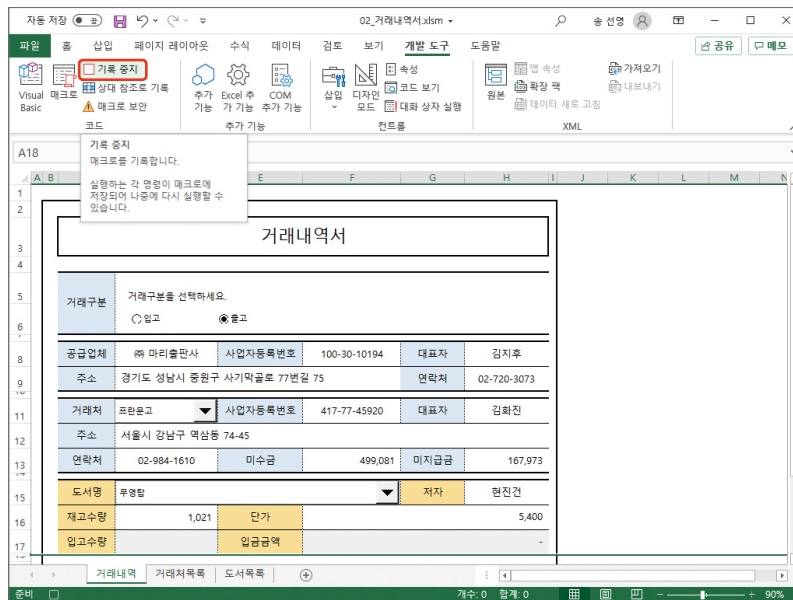 자동 저장
02_거래내역서.xlsm
송 선영
파일 홈 삽입 페이지 레이아웃 수식 데이터 검토 보기 개발 도구 도움말 공유 메모
Visual Basic
매크로
기록 중지
상대 참조로 기록
매크로 보안
코드
추가 기능
Excel 추가 기능
COM 추가 기능
추가 기능
삽입
디자인 모드
속성
코드 보기
대화 상자 실행
컨트롤
원본
맵 속성
확장 팩
데이터 새로 고침
가져오기
내보내기
XML
A18
기록 중지
매크로를 기록합니다.
실행하는 각 명령이 매크로에
저장되어 나중에 다시 실행할 수
있습니다.
A B E F G H I J K L M N
1
2
3 거래내역서
4
5 거래구분 거래구분을 선택하세요.
6 입고 출고
8 공급업체 ㈜ 마리출판사 사업자등록번호 100-30-10194 대표자 김지후
9 주소 경기도 성남시 중원구 사기막골로 77번길 75 연락처 02-720-3073
11 거래처 프란문고 사업자등록번호 417-77-45920 대표자 김화진
12 주소 서울시 강남구 역삼동 74-45
13 연락처 02-984-1610 미수금 499,081 미지급금 167,973
15 도서명 무영탑 저자 현진건
16 재고수량 1,021 단가 5,400
17 입고수량 입금금액 -
거래내역 거래처목록 도서목록
준비 개수: 0 합계: 0 90%